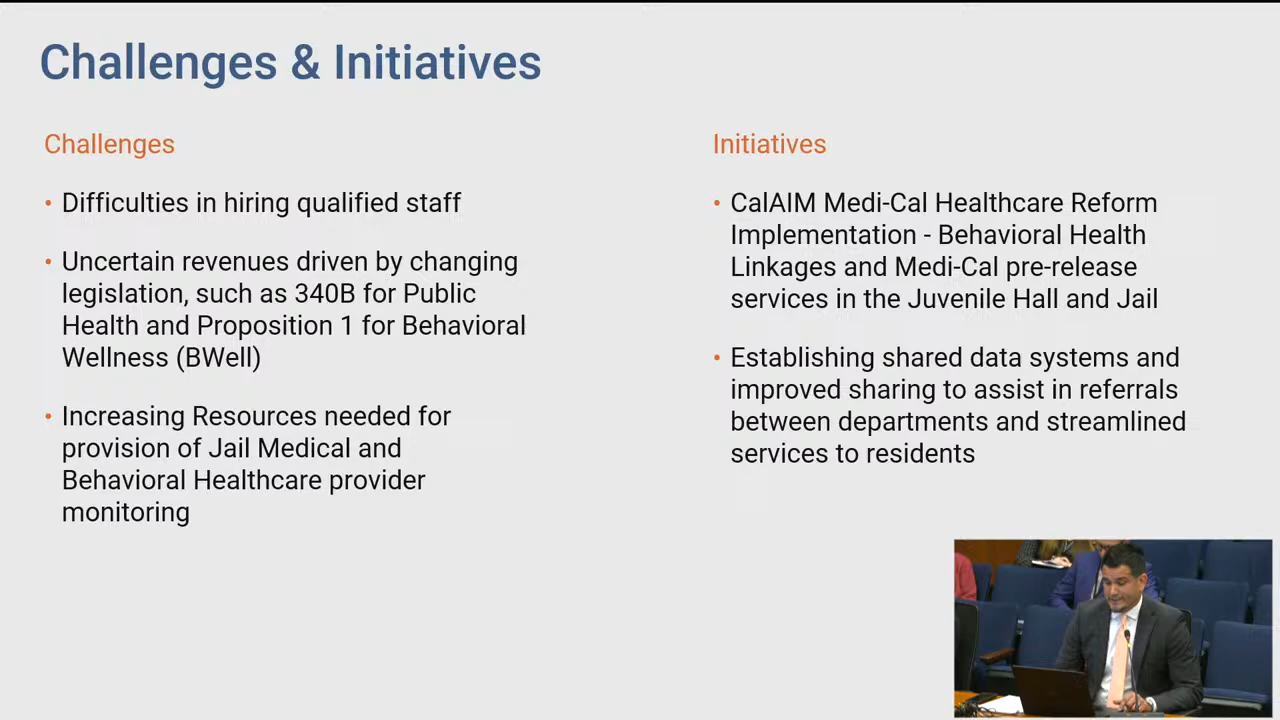 Challenges & Initiatives
Challenges
• Difficulties in hiring qualified staff
• Uncertain revenues driven by changing
legislation, such as 340B for Public
Health and Proposition 1 for Behavioral
Wellness (BWell)
• Increasing Resources needed for
provision of Jail Medical and
Behavioral Healthcare provider
monitoring
Initiatives
• CalAIM Medi-Cal Healthcare Reform
Implementation - Behavioral Health
Linkages and Medi-Cal pre-release
services in the Juvenile Hall and Jail
• Establishing shared data systems and
improved sharing to assist in referrals
between departments and streamlined
services to residents